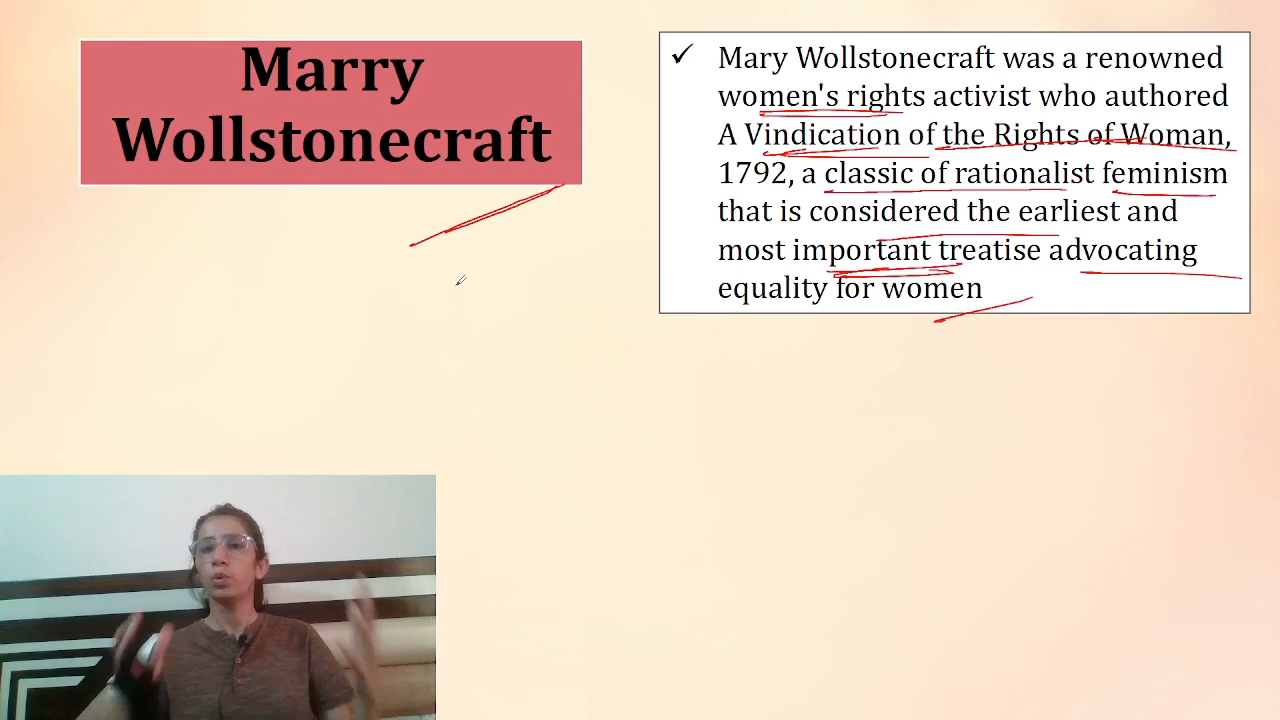 Marry
Wollstonecraft
✓ Mary Wollstonecraft was a renowned
women's rights activist who authored
A Vindication of the Rights of Woman,
1792, a classic of rationalist feminism
that is considered the earliest and
most important treatise advocating
equality for women